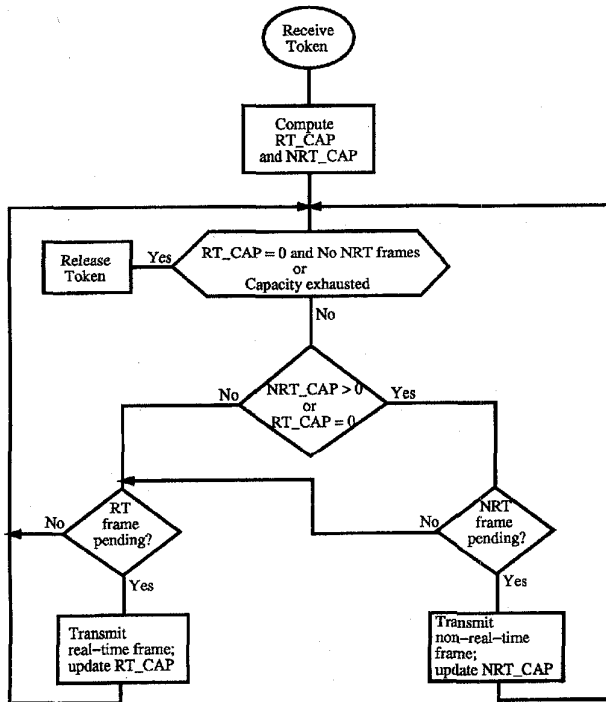 Receive
Token
Compute
RT_CAP
and NRT_CAP
RT_CAP = 0 and No NRT frames
or
Capacity exhausted
Yes
Release
Token
No
NRT_CAP > 0
or
RT_CAP = 0
No
Yes
RT
frame
pending?
No
Yes
NRT
frame
pending?
No
Yes
Transmit
real-time frame;
update RT_CAP
Transmit
non-real-time
frame;
update NRT_CAP